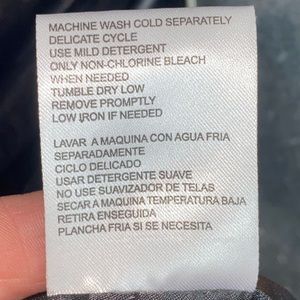 MACHINE WASH COLD SEPARATELY
DELICATE CYCLE
USE MILD DETERGENT
ONLY NON-CHLORINE BLEACH
WHEN NEEDED
TUMBLE DRY LOW
REMOVE PROMPTLY
LOW IRON IF NEEDED
LAVAR A MAQUINA CON AGUA FRIA
SEPARADAMENTE
CICLO DELICADO
USAR DETERGENTE SUAVE
NO USE SUAVIZADOR DE TELAS
SECAR A MAQUINA TEMPERATURA BAJA
RETIRA ENSEGUIDA
PLANCHA FRIA SI SE NECESITA